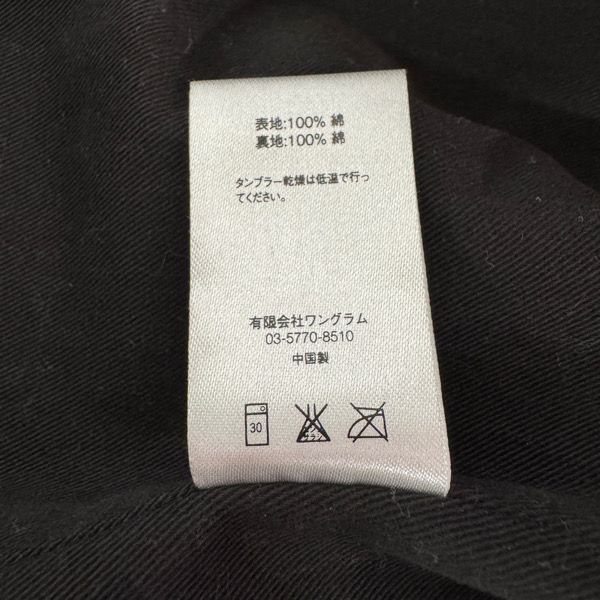 表地:100% 綿
裏地:100% 綿
タンブラー乾燥は低温で行っ
てください。
有限会社ワングラム
03-5770-8510
中国製
30